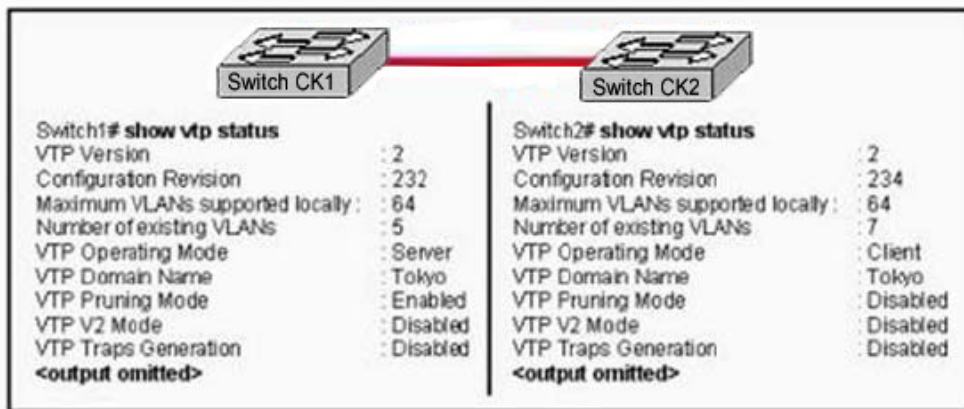 Switch CK1
Switch CK2
Switch1# show vtp status
VTP Version : 2
Configuration Revision : 232
Maximum VLANs supported locally : : 64
Number of existing VLANs : 5
VTP Operating Mode : Server
VTP Domain Name : Tokyo
VTP Pruning Mode : Enabled
VTP V2 Mode : Disabled
VTP Traps Generation : Disabled
<output omitted>
Switch2# show vtp status
VTP Version : 2
Configuration Revision : 234
Maximum VLANs supported locally : : 64
Number of existing VLANs : 7
VTP Operating Mode : Client
VTP Domain Name : Tokyo
VTP Pruning Mode : Disabled
VTP V2 Mode : Disabled
VTP Traps Generation : Disabled
<output omitted>